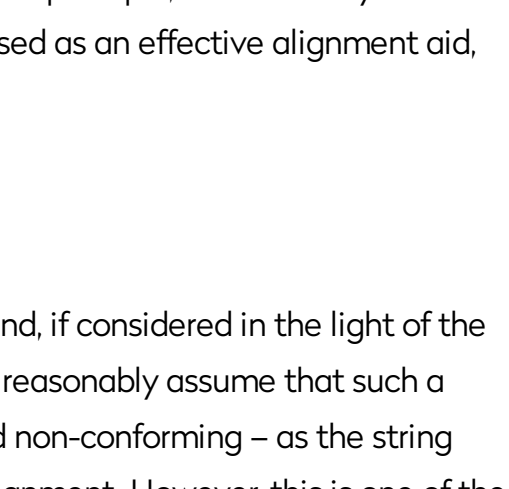 sed as an effective alignment aid,
nd, if considered in the light of the
reasonably assume that such a
d non-conforming – as the string
However, this is one of the